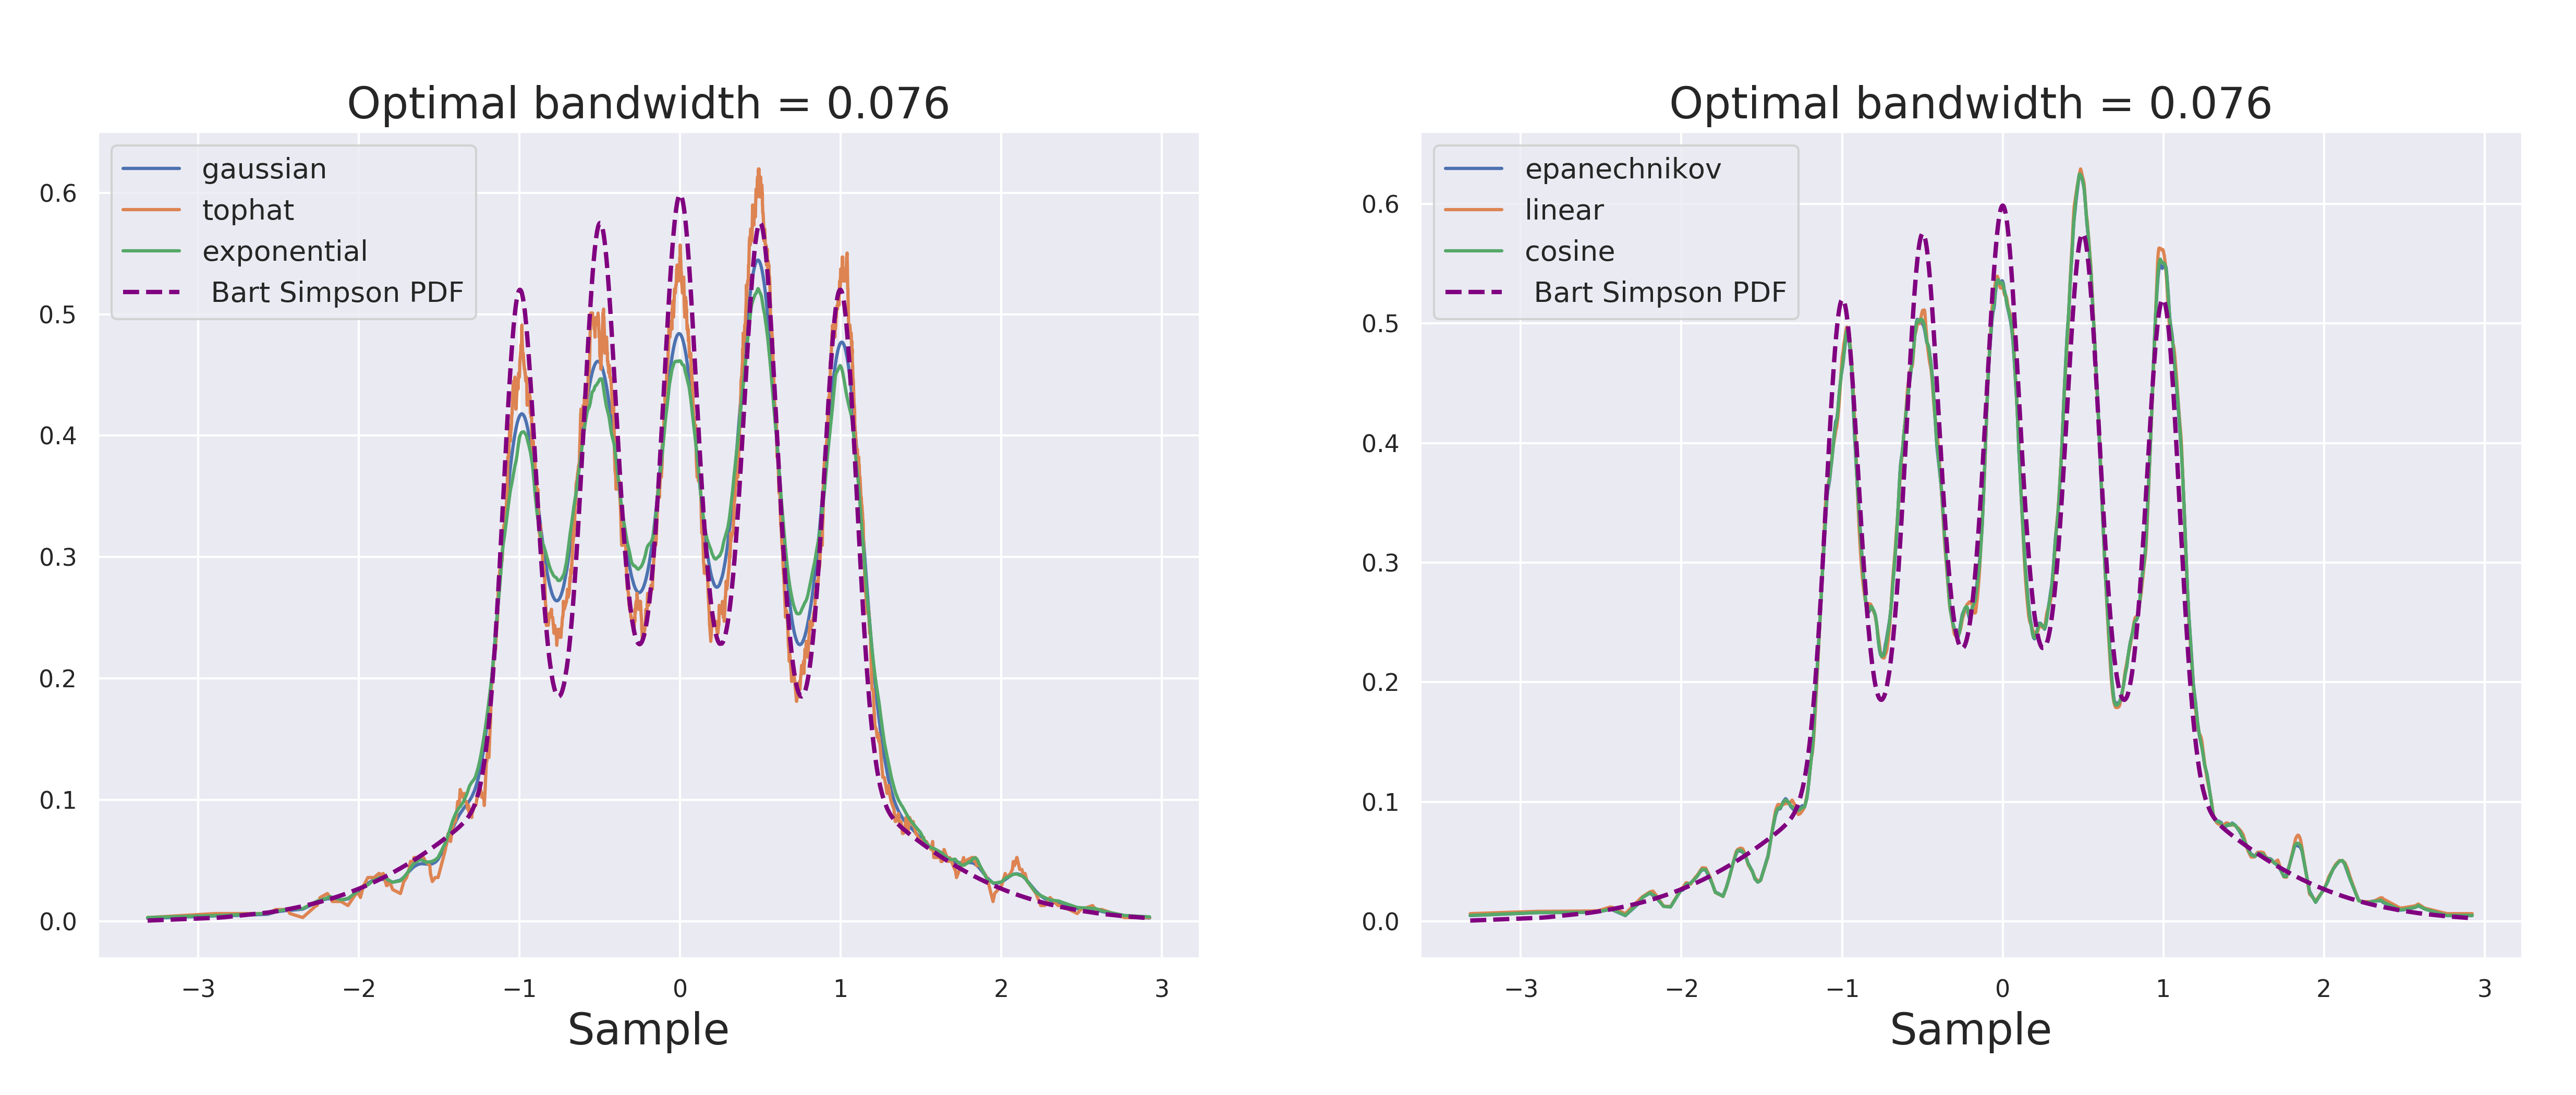 Optimal bandwidth = 0.076
gaussian
tophat
exponential
Bart Simpson PDF
0.6
0.5
0.4
0.3
0.2
0.1
0.0
−3 −2 −1 0 1 2 3
Sample
Optimal bandwidth = 0.076
epanechnikov
linear
cosine
Bart Simpson PDF
0.6
0.5
0.4
0.3
0.2
0.1
0.0
−3 −2 −1 0 1 2 3
Sample